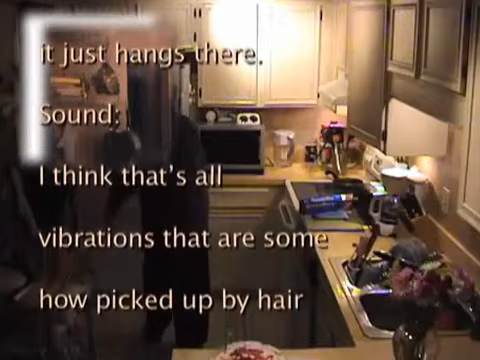 it just hangs there.
Sound:
I think that's all
vibrations that are some
how picked up by hair